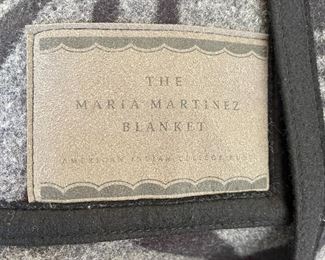 THE
MARIA MARTINEZ
BLANKET
AMERICAN INDIAN COLLEGE FUND